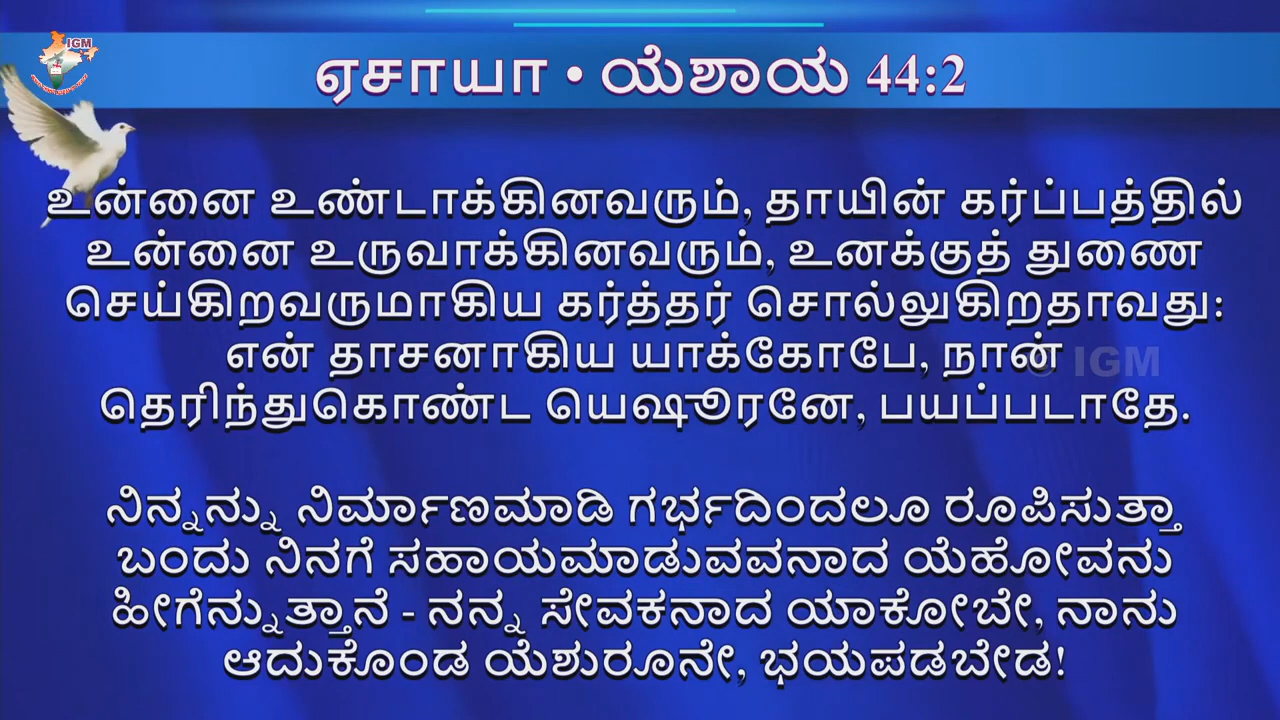 IGM
ஏசாயா • ಯೆಶಾಯ 44:2
உன்னை உண்டாக்கினவரும், தாயின் கர்ப்பத்தில்
உன்னை உருவாக்கினவரும், உனக்குத் துணை
செய்கிறவருமாகிய கர்த்தர் சொல்லுகிறதாவது:
என் தாசனாகிய யாக்கோபே, நான்
© IGM
தெரிந்துகொண்ட யெஷூரனே, பயப்படாதே.
ನಿನ್ನನ್ನು ನಿರ್ಮಾಣಮಾಡಿ ಗರ್ಭದಿಂದಲೂ ರೂಪಿಸುತ್ತಾ
ಬಂದು ನಿನಗೆ ಸಹಾಯಮಾಡುವವನಾದ ಯೆಹೋವನು
ಹೀಗೆನ್ನುತ್ತಾನೆ - ನನ್ನ ಸೇವಕನಾದ ಯಾಕೋಬೇ, ನಾನು
ಆದುಕೊಂಡ ಯೆಶುರೂನೇ, ಭಯಪಡಬೇಡ!